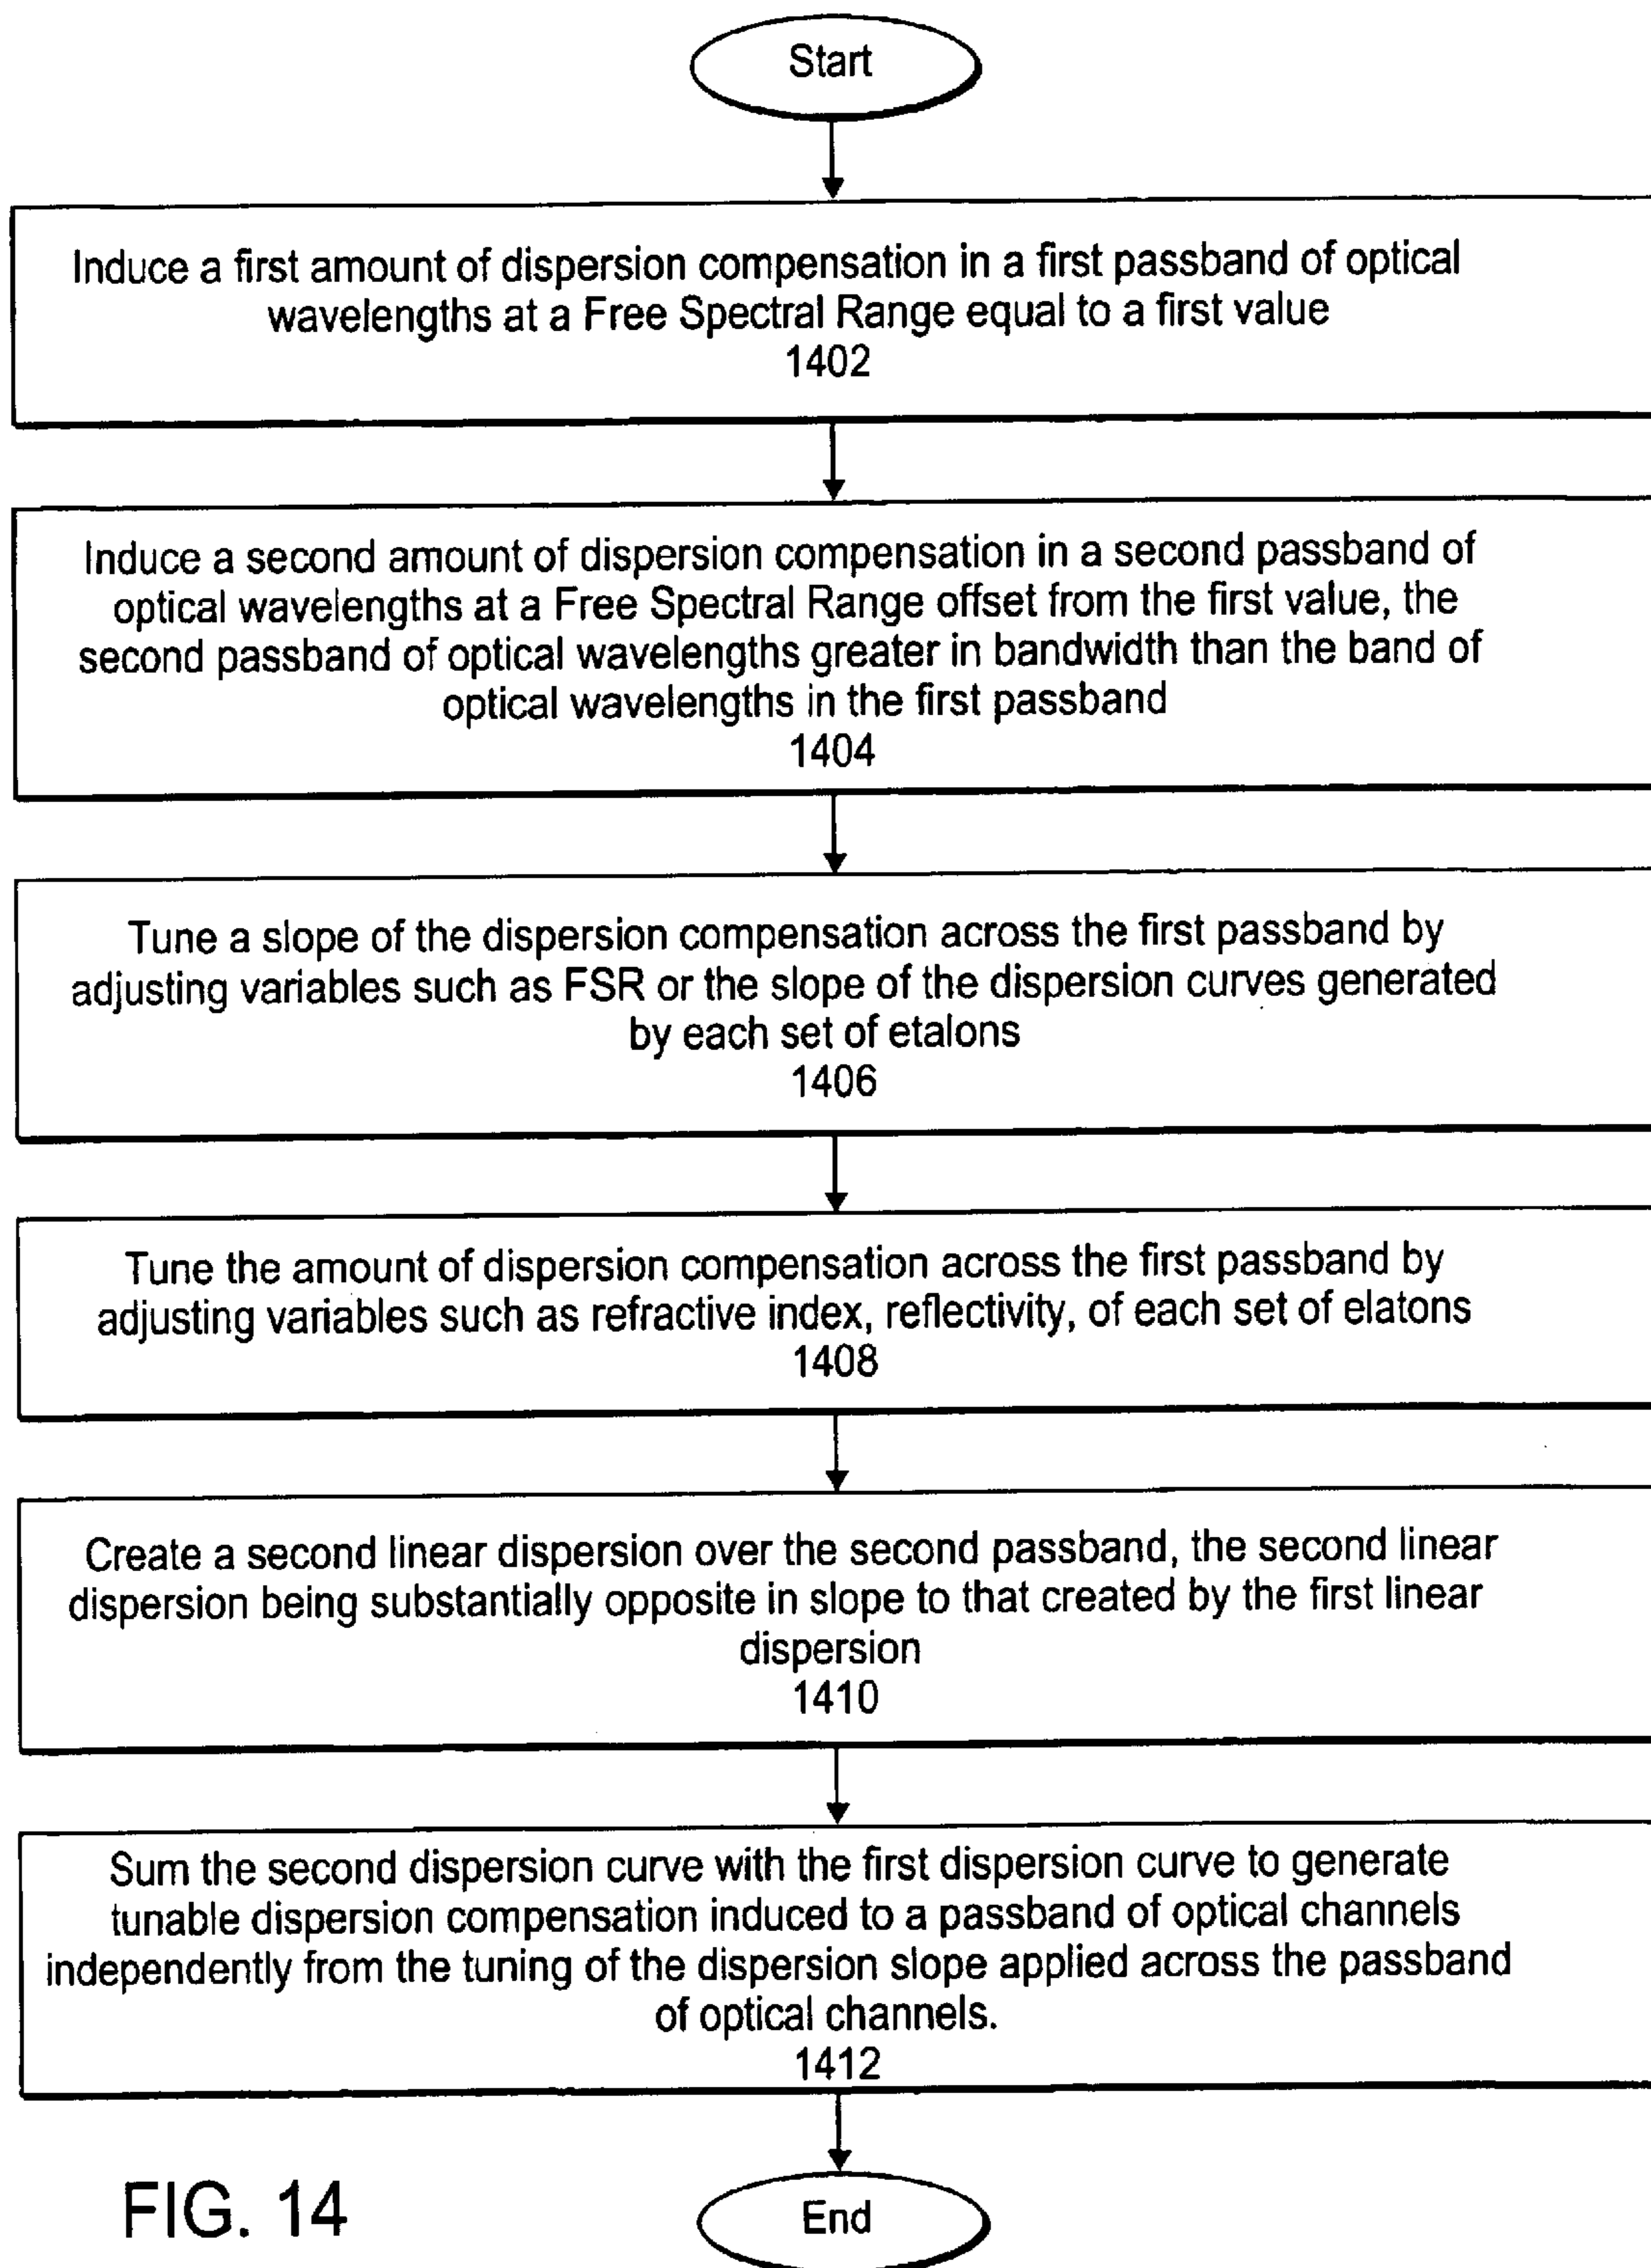 Start
Induce a first amount of dispersion compensation in a first passband of optical
wavelengths at a Free Spectral Range equal to a first value
1402
Induce a second amount of dispersion compensation in a second passband of
optical wavelengths at a Free Spectral Range offset from the first value, the
second passband of optical wavelengths greater in bandwidth than the band of
optical wavelengths in the first passband
1404
Tune a slope of the dispersion compensation across the first passband by
adjusting variables such as FSR or the slope of the dispersion curves generated
by each set of etalons
1406
Tune the amount of dispersion compensation across the first passband by
adjusting variables such as refractive index, reflectivity, of each set of elatons
1408
Create a second linear dispersion over the second passband, the second linear
dispersion being substantially opposite in slope to that created by the first linear
dispersion
1410
Sum the second dispersion curve with the first dispersion curve to generate
tunable dispersion compensation induced to a passband of optical channels
independently from the tuning of the dispersion slope applied across the passband
of optical channels.
1412
End
FIG. 14